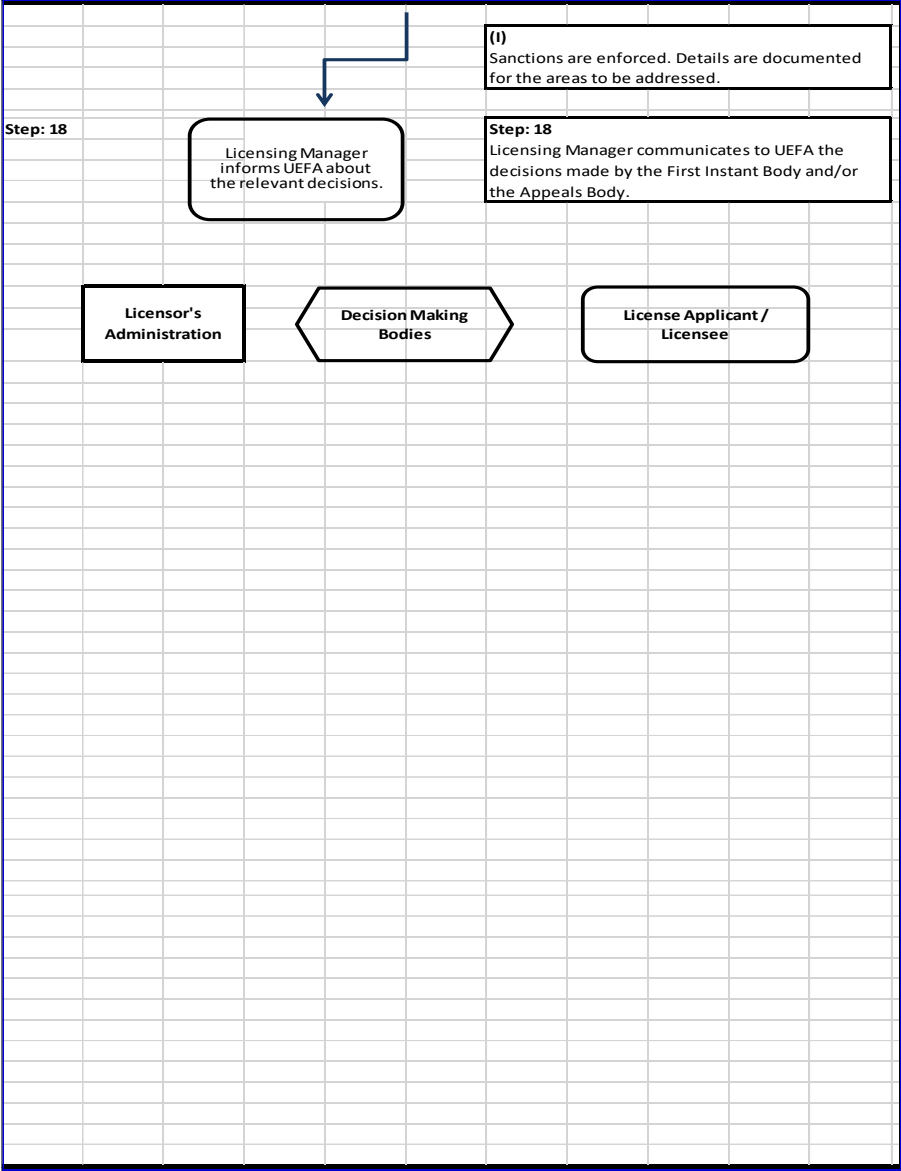 (I)
Sanctions are enforced. Details are documented
for the areas to be addressed.
Step: 18
Licensing Manager
informs UEFA about
the relevant decisions.
Step: 18
Licensing Manager communicates to UEFA the
decisions made by the First Instant Body and/or
the Appeals Body.
Licensor's
Administration
Decision Making
Bodies
License Applicant /
Licensee